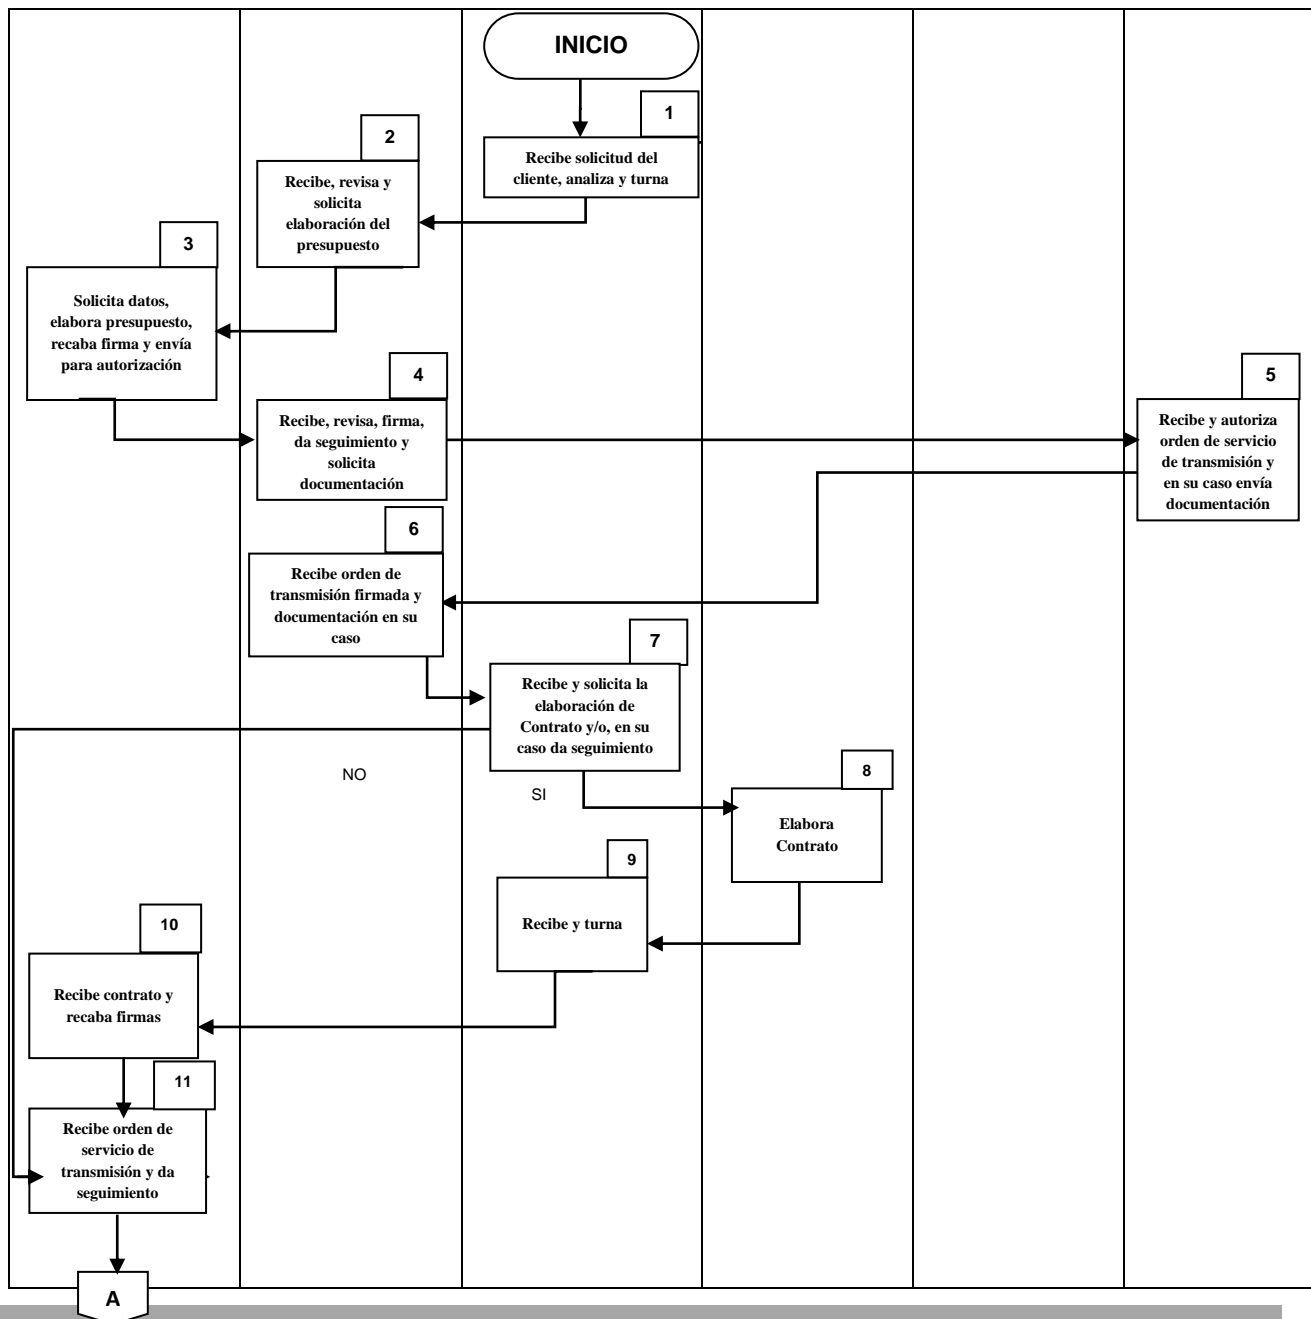 INICIO
1
Recibe solicitud del
cliente, analiza y turna
2
Recibe, revisa y
solicita
elaboración del
presupuesto
3
Solicita datos,
elabora presupuesto,
recaba firma y envía
para autorización
4
Recibe, revisa, firma,
da seguimiento y
solicita
documentación
5
Recibe y autoriza
orden de servicio
de transmisión y
en su caso envía
documentación
6
Recibe orden de
transmisión firmada y
documentación en su
caso
7
Recibe y solicita la
elaboración de
Contrato y/o, en su
caso da seguimiento
NO
SI
8
Elabora
Contrato
9
Recibe y turna
10
Recibe contrato y
recaba firmas
11
Recibe orden de
servicio de
transmisión y da
seguimiento
A